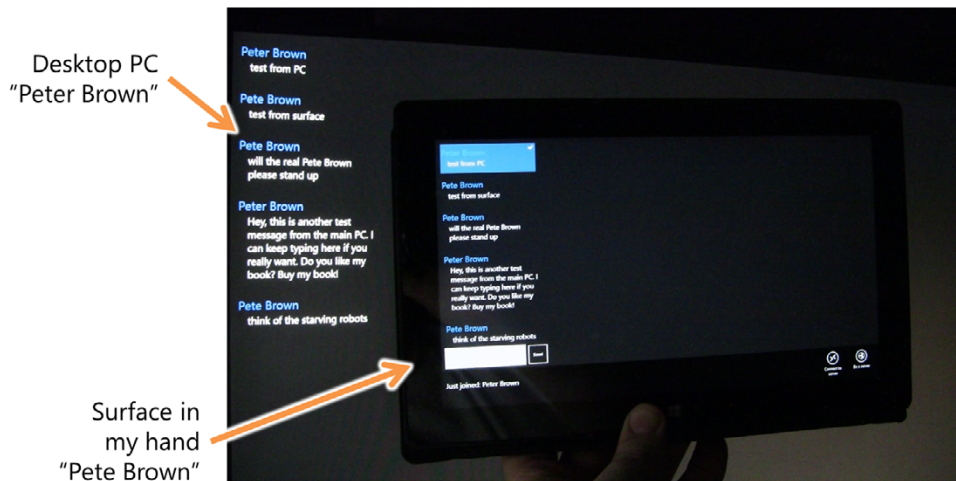 Desktop PC
“Peter Brown”
Peter Brown
test from PC
Pete Brown
test from surface
Pete Brown
will the real Pete Brown
please stand up
Peter Brown
Hey, this is another test
message from the main PC. I
can keep typing here if you
really want. Do you like my
book? Buy my book!
Pete Brown
think of the starving robots
Peter Brown
test from PC
Pete Brown
test from surface
Pete Brown
will the real Pete Brown
please stand up
Peter Brown
Hey, this is another test
message from the main PC. I
can keep typing here if you
really want. Do you like my
book? Buy my book!
Pete Brown
think of the starving robots
Send
Just joined: Peter Brown
Connect to
server
Be a server
Surface in
my hand
“Pete Brown”